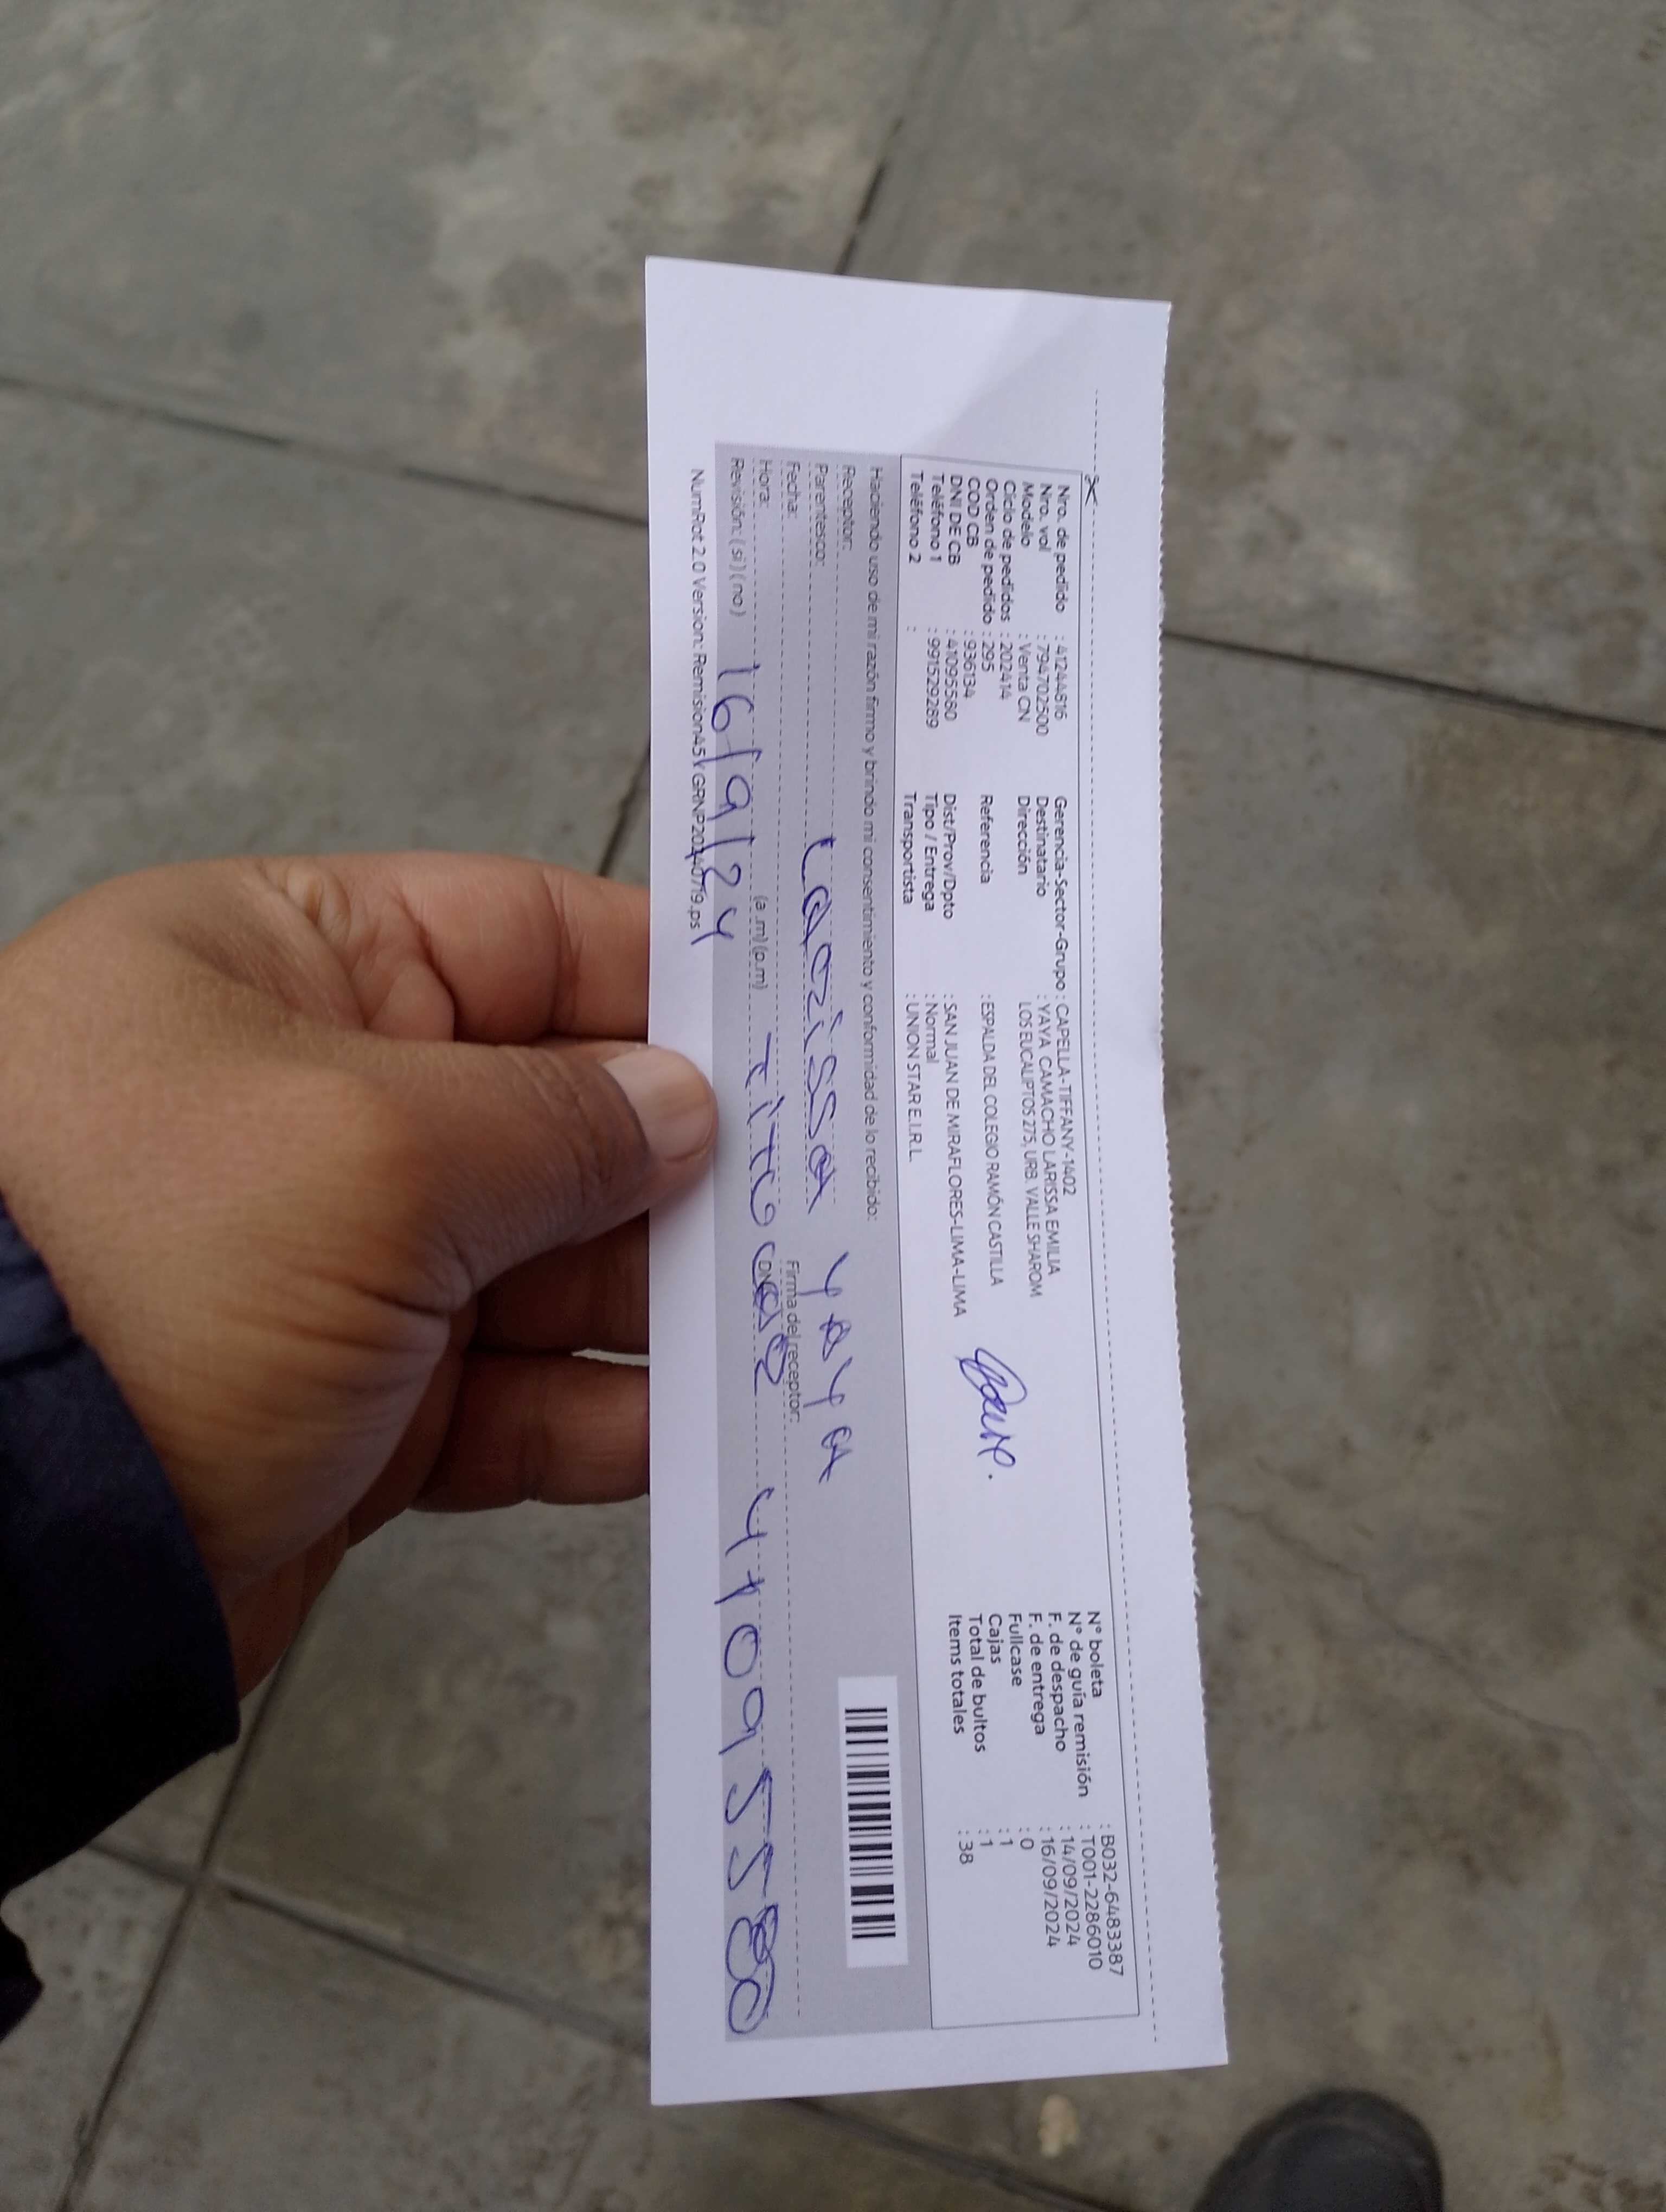 Nro. de pedido : 41244616
Nro. vol : 794702500
Modelo : Venta CN
Ciclo de pedidos : 202414
Orden de pedido : 295
COD CB : 936134
DNI DE CB : 41095580
Teléfono 1 : 991529289
Teléfono 2 :
Gerencia-Sector-Grupo : CAPELLA-TIFFANY-1402
Destinatario : YAYA CAMACHO LARISSA EMILIA
Dirección LOS EUCALIPTOS 275, URB. VALLE SHAROM
Referencia : ESPALDA DEL COLEGIO RAMÓN CASTILLA
Dist/Prov/Dpto : SAN JUAN DE MIRAFLORES-LIMA-LIMA
Tipo / Entrega : Normal
Transportista : UNION STAR E.I.R.L.
N° boleta : B032-6483387
N° de guía remisión : T001-2286010
F. de despacho : 14/09/2024
F. de entrega : 16/09/2024
Fullcase : 0
Cajas : 1
Total de bultos : 1
Items totales : 38
Haciendo uso de mi razón firmo y brindo mi consentimiento y conformidad de lo recibido:
Receptor:
Parentesco: Larissa yaya
Fecha:
Firma del receptor:
Hora: (a.m) (p.m) Titular DNI 41095580
Revisión: ( si ) ( no ) 16/9/24
NumRot 2.0 Version: Remision45 GRNP20240719.ps